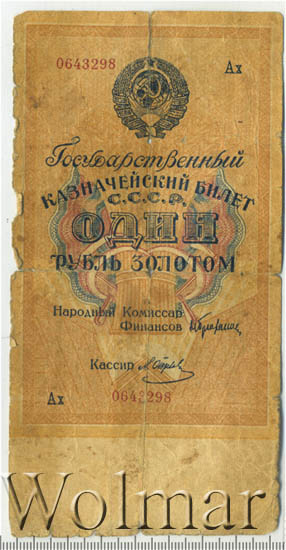 0643298
Ах
Государственный
КАЗНАЧЕЙСКИЙ БИЛЕТ
С.С.С.Р.
ОДИН
РУБЛЬ ЗОЛОТОМ
Народный Комиссар
Финансов
Кассир
Ах 0643298
Wolmar